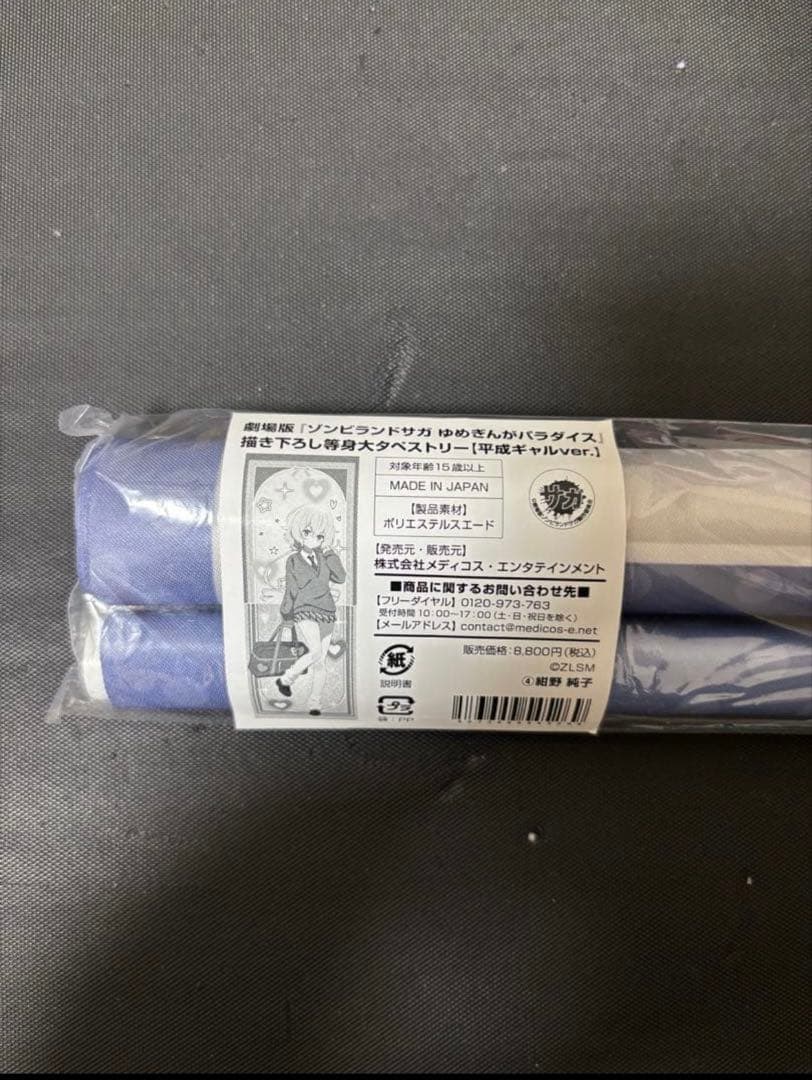 劇場版『ゾンビランドサガ ゆめぎんがパラダイス』
描き下ろし等身大タペストリー【平成ギャルver.】
対象年齢15歳以上
MADE IN JAPAN
【製品素材】
ポリエステルスエード
サガ
【発売元・販売元】
株式会社メディコス・エンタテインメント
■商品に関するお問い合わせ先■
【フリーダイヤル】0120-973-763
受付時間 10:00〜17:00(土・日・祝日を除く)
【メールアドレス】contact@medicos-e.net
販売価格:8,800円(税込)
©ZLSM
④紺野 純子
紙
説明書
プラ
袋:PP